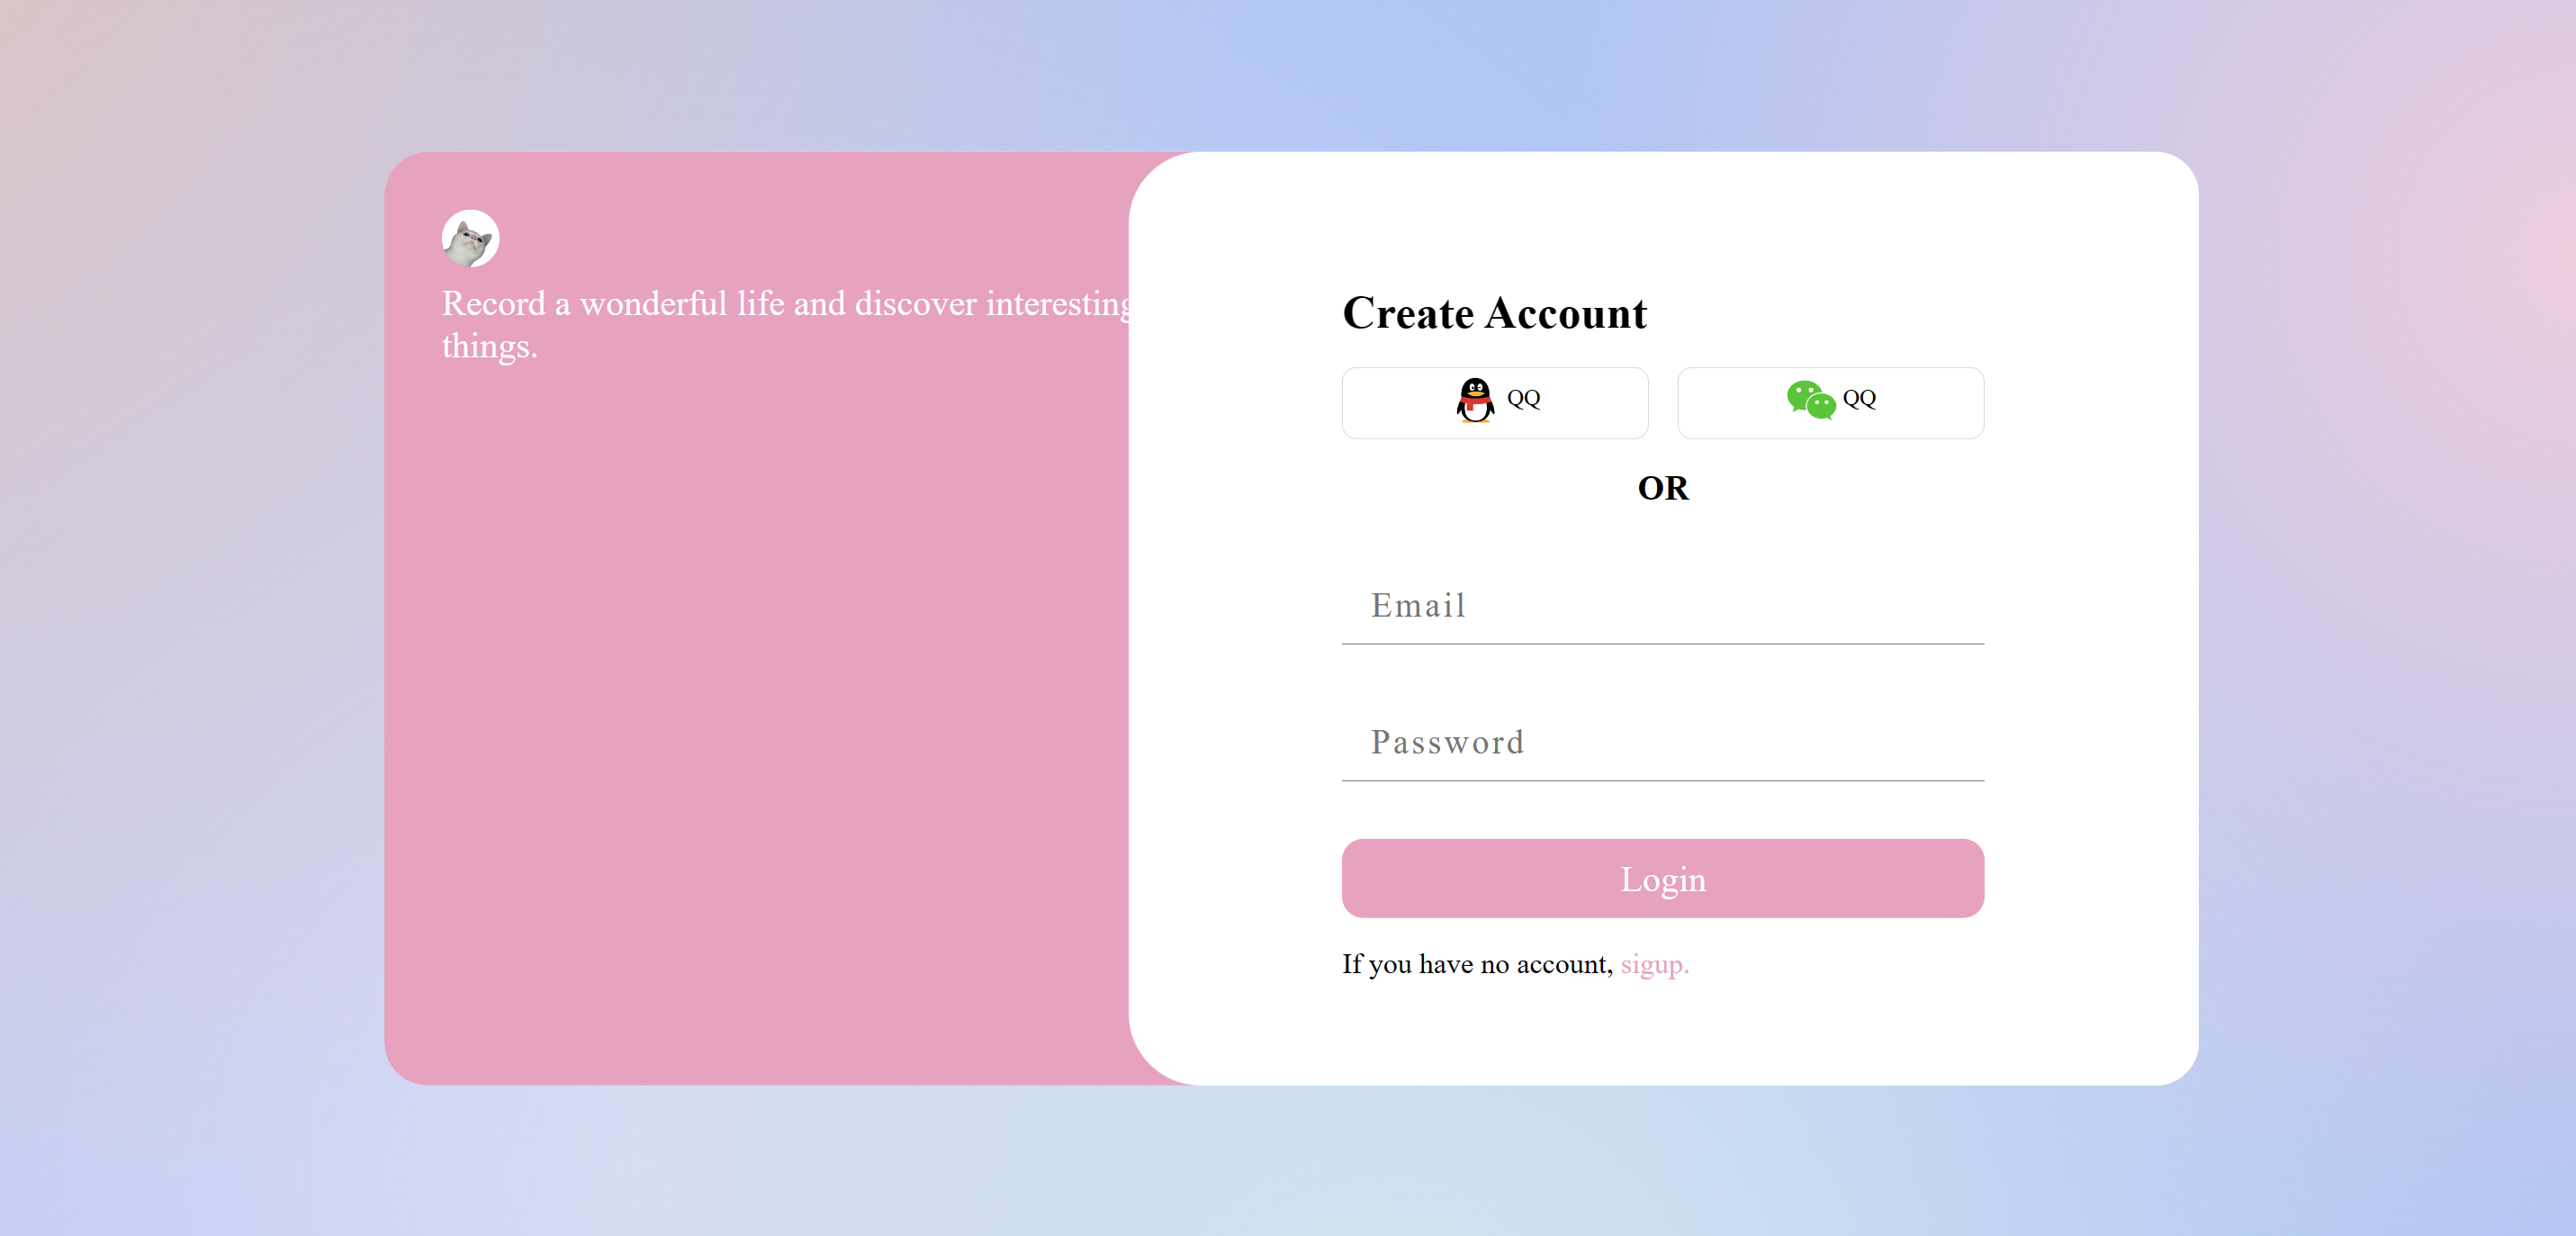 Record a wonderful life and discover interesting
things.
Create Account
QQ
QQ
OR
Email
Password
Login
If you have no account, sigup.